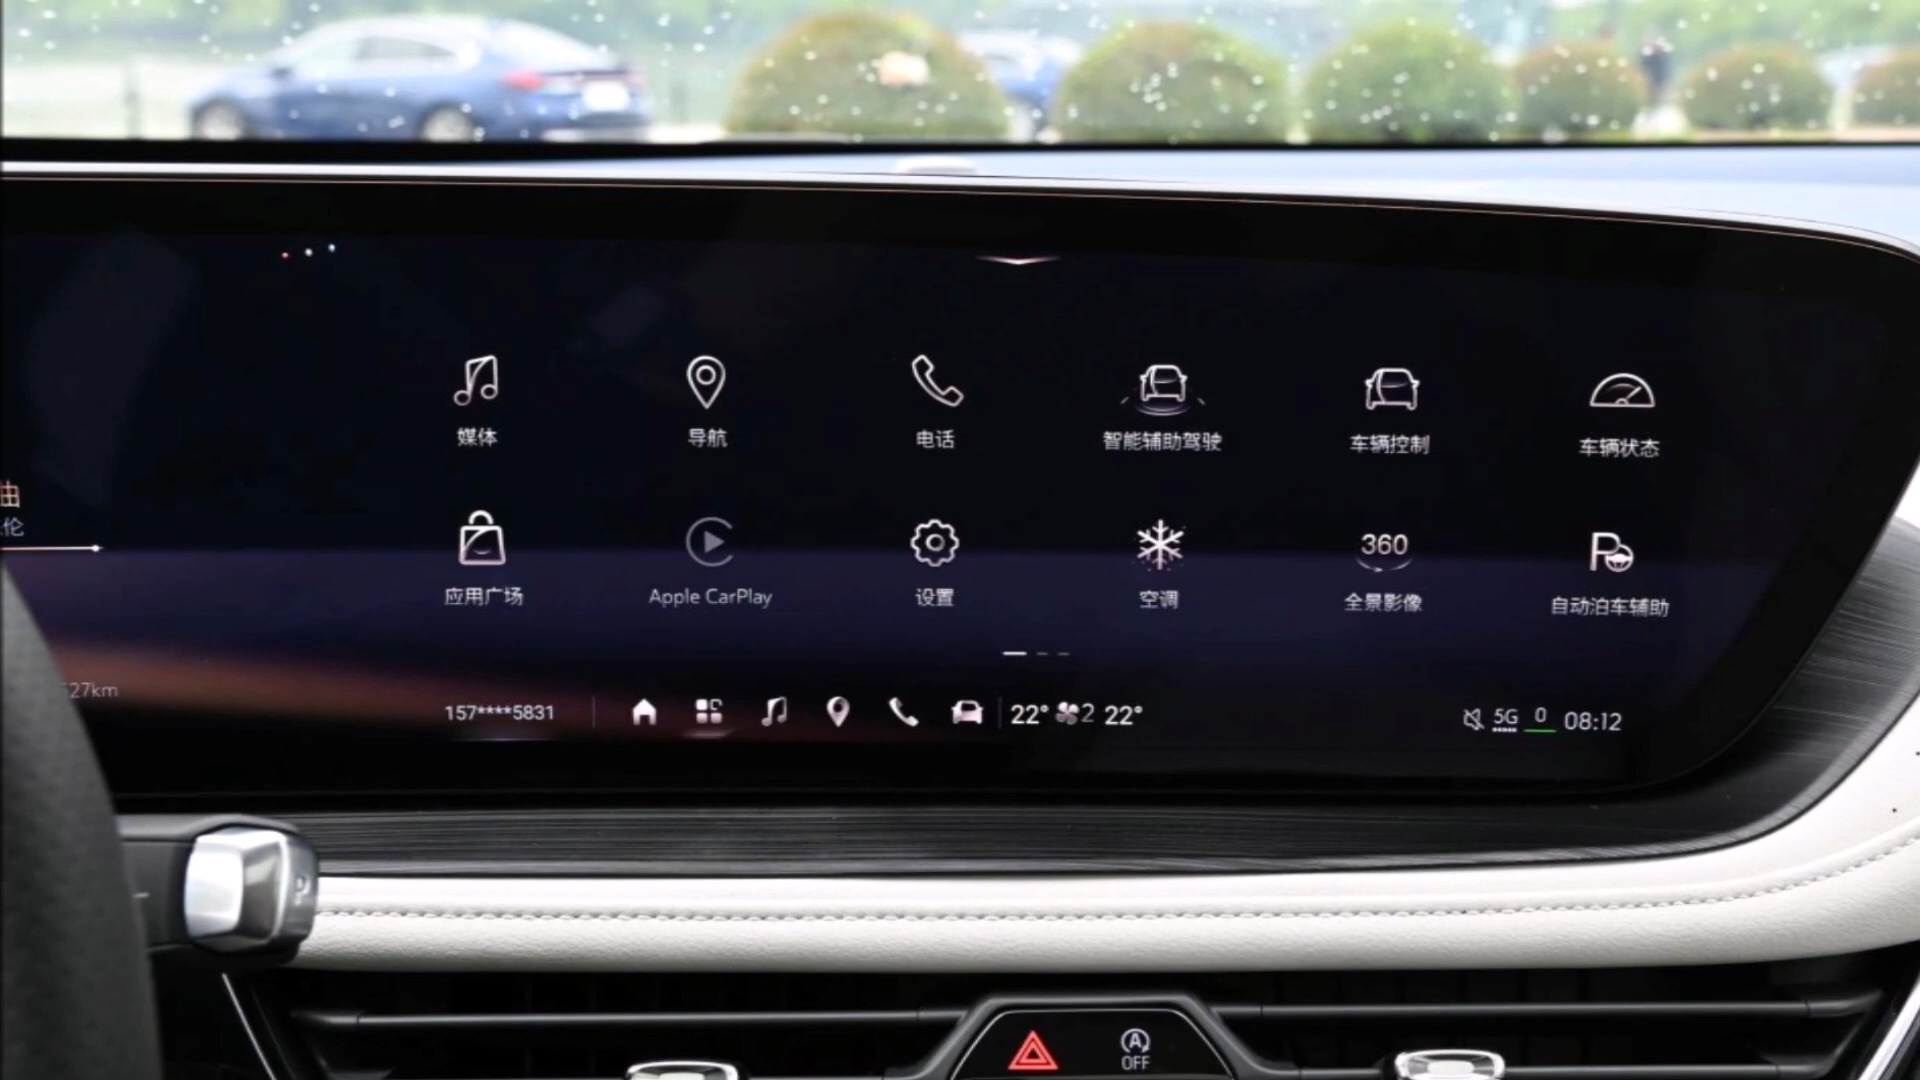 媒体 导航 电话 智能辅助驾驶 车辆控制 车辆状态
360
应用广场 Apple CarPlay 设置 空调 全景影像 自动泊车辅助
27km
157****5831 22° 2 22° 5G 0 08:12
A
OFF